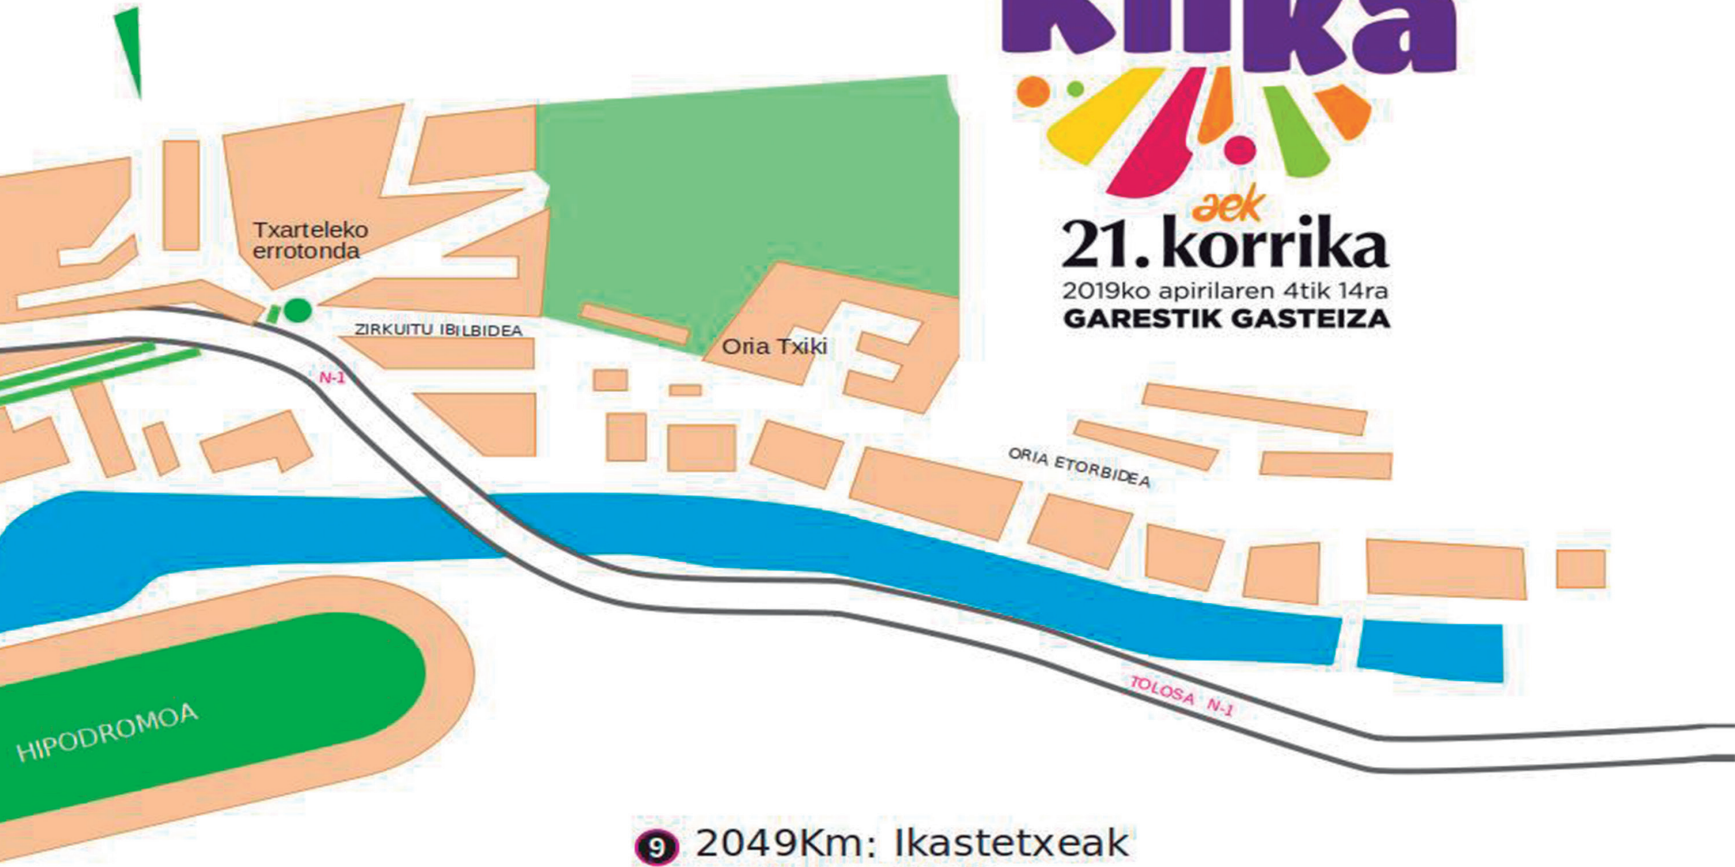 klika
aek
21. korrika
2019ko apirilaren 4tik 14ra
GARESTIK GASTEIZA
Txarteleko
errotonda
ZIRKUITU IBILBIDEA
Oria Txiki
N-1
ORIA ETORBIDEA
TOLOSA N-1
HIPODROMOA
9 2049Km: Ikastetxeak